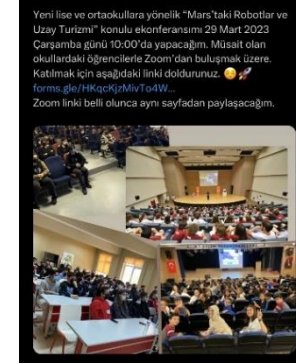 Yeni lise ve ortaokullara yönelik “Mars’taki Robotlar ve
Uzay Turizmi” konulu ekonferansımı 29 Mart 2023
Çarşamba günü 10:00’da yapacağım. Müsait olan
okullardaki öğrencilerle Zoom’dan buluşmak üzere.
Katılmak için aşağıdaki linki doldurunuz. 😊🚀
forms.gle/HKqcKjzMivTo4W...
Zoom linki belli olunca aynı sayfadan paylaşacağım.